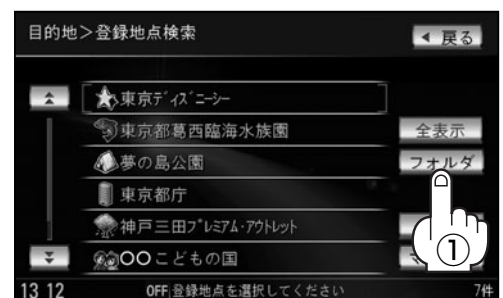 目的地>登録地点検索
◀ 戻る
東京ディズニーシー
東京都葛西臨海水族園
全表示
夢の島公園
フォルダ
東京都庁
神戸三田プレミアム・アウトレット
○○こどもの国
①
13 12
OFF 登録地点を選択してください
7件